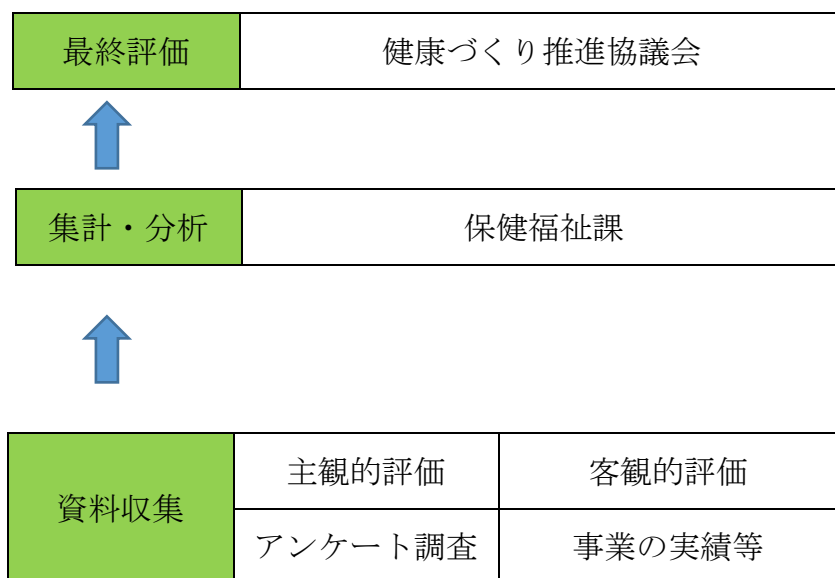 最終評価 健康づくり推進協議会
集計・分析 保健福祉課
資料収集
主観的評価 客観的評価
アンケート調査 事業の実績等